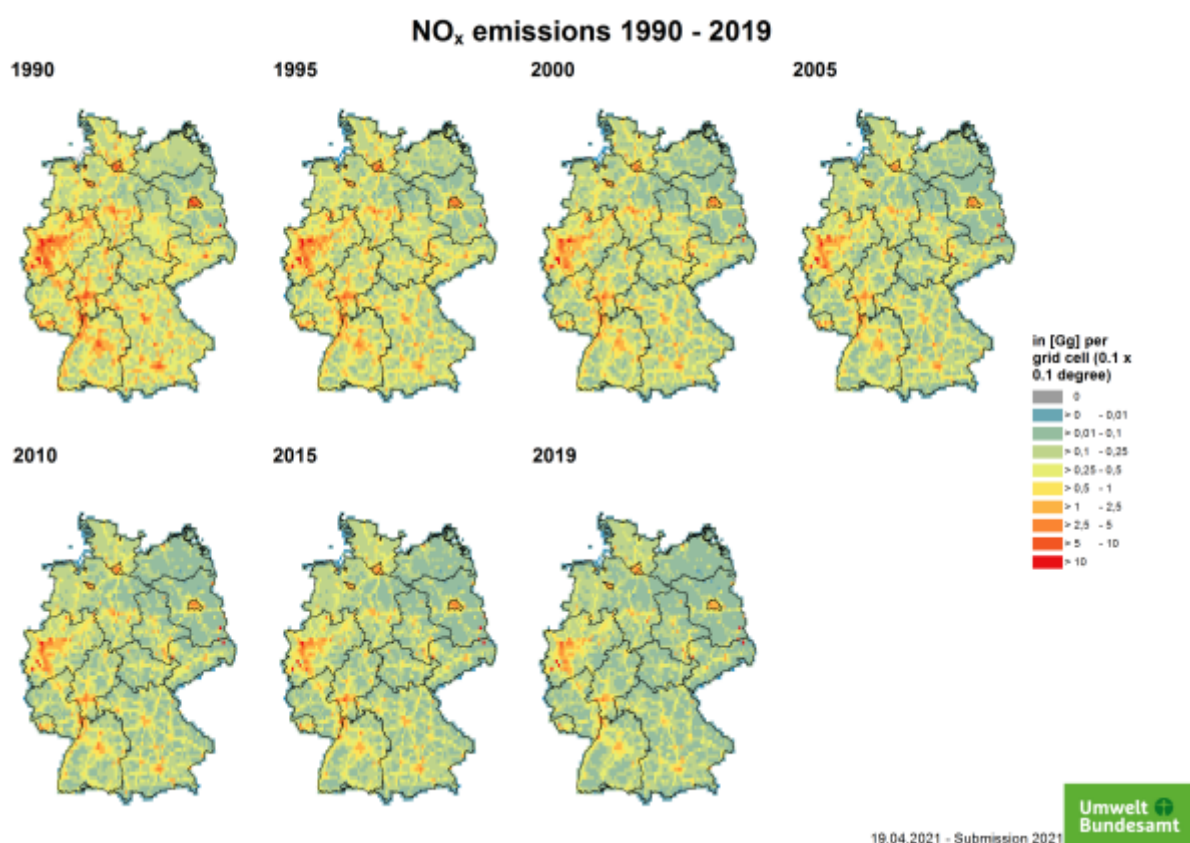 NOx emissions 1990 - 2019
1990
1995
2000
2005
in [Gg] per
grid cell (0.1 x
0.1 degree)
0
> 0 - 0,01
> 0,01 - 0,1
> 0,1 - 0,25
> 0,25 - 0,5
> 0,5 - 1
> 1 - 2,5
> 2,5 - 5
> 5 - 10
> 10
2010
2015
2019
Umwelt
Bundesamt
19.04.2021 - Submission 2021